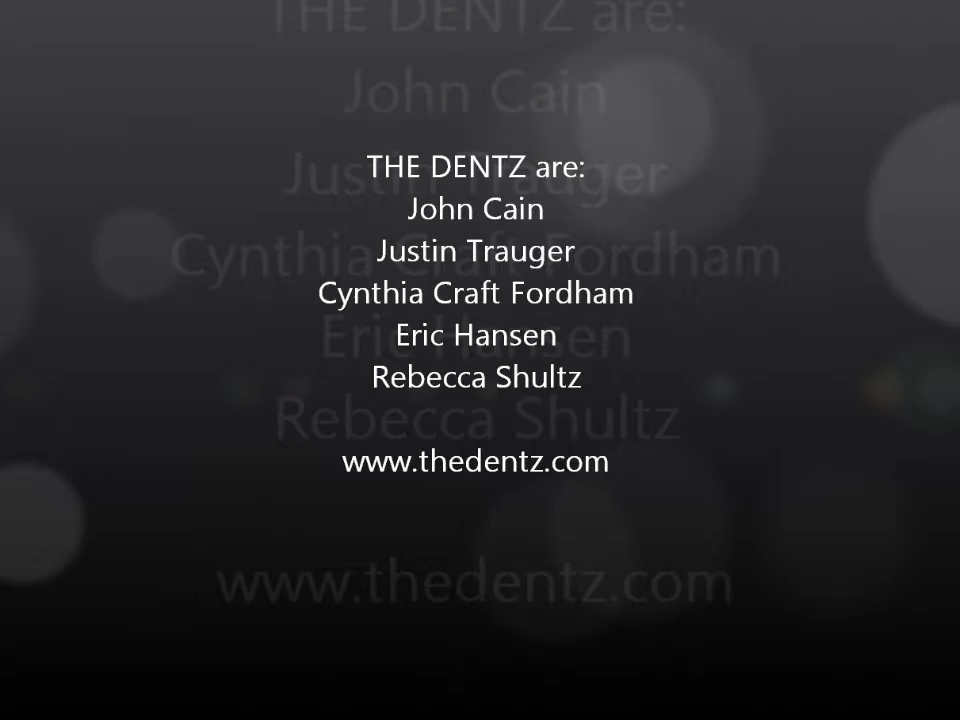 THE DENTZ are:
John Cain
Justin Trauger
Cynthia Craft Fordham
Eric Hansen
Rebecca Shultz
www.thedentz.com